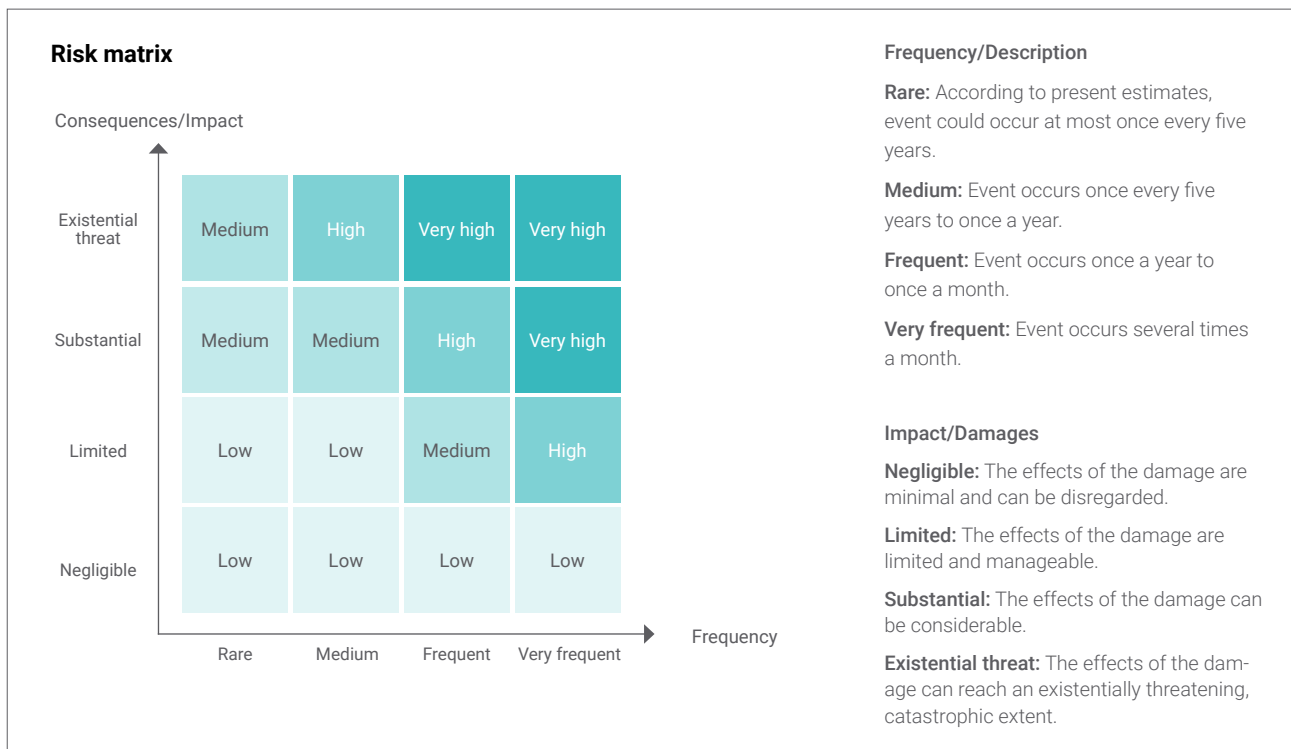 Risk matrix
Consequences/Impact
Existential
threat
Medium
High
Very high
Very high
Substantial
Medium
Medium
High
Very high
Limited
Low
Low
Medium
High
Negligible
Low
Low
Low
Low
Rare
Medium
Frequent
Very frequent
Frequency
Frequency/Description
Rare: According to present estimates,
event could occur at most once every five
years.
Medium: Event occurs once every five
years to once a year.
Frequent: Event occurs once a year to
once a month.
Very frequent: Event occurs several times
a month.
Impact/Damages
Negligible: The effects of the damage are
minimal and can be disregarded.
Limited: The effects of the damage are
limited and manageable.
Substantial: The effects of the damage can
be considerable.
Existential threat: The effects of the dam-
age can reach an existentially threatening,
catastrophic extent.